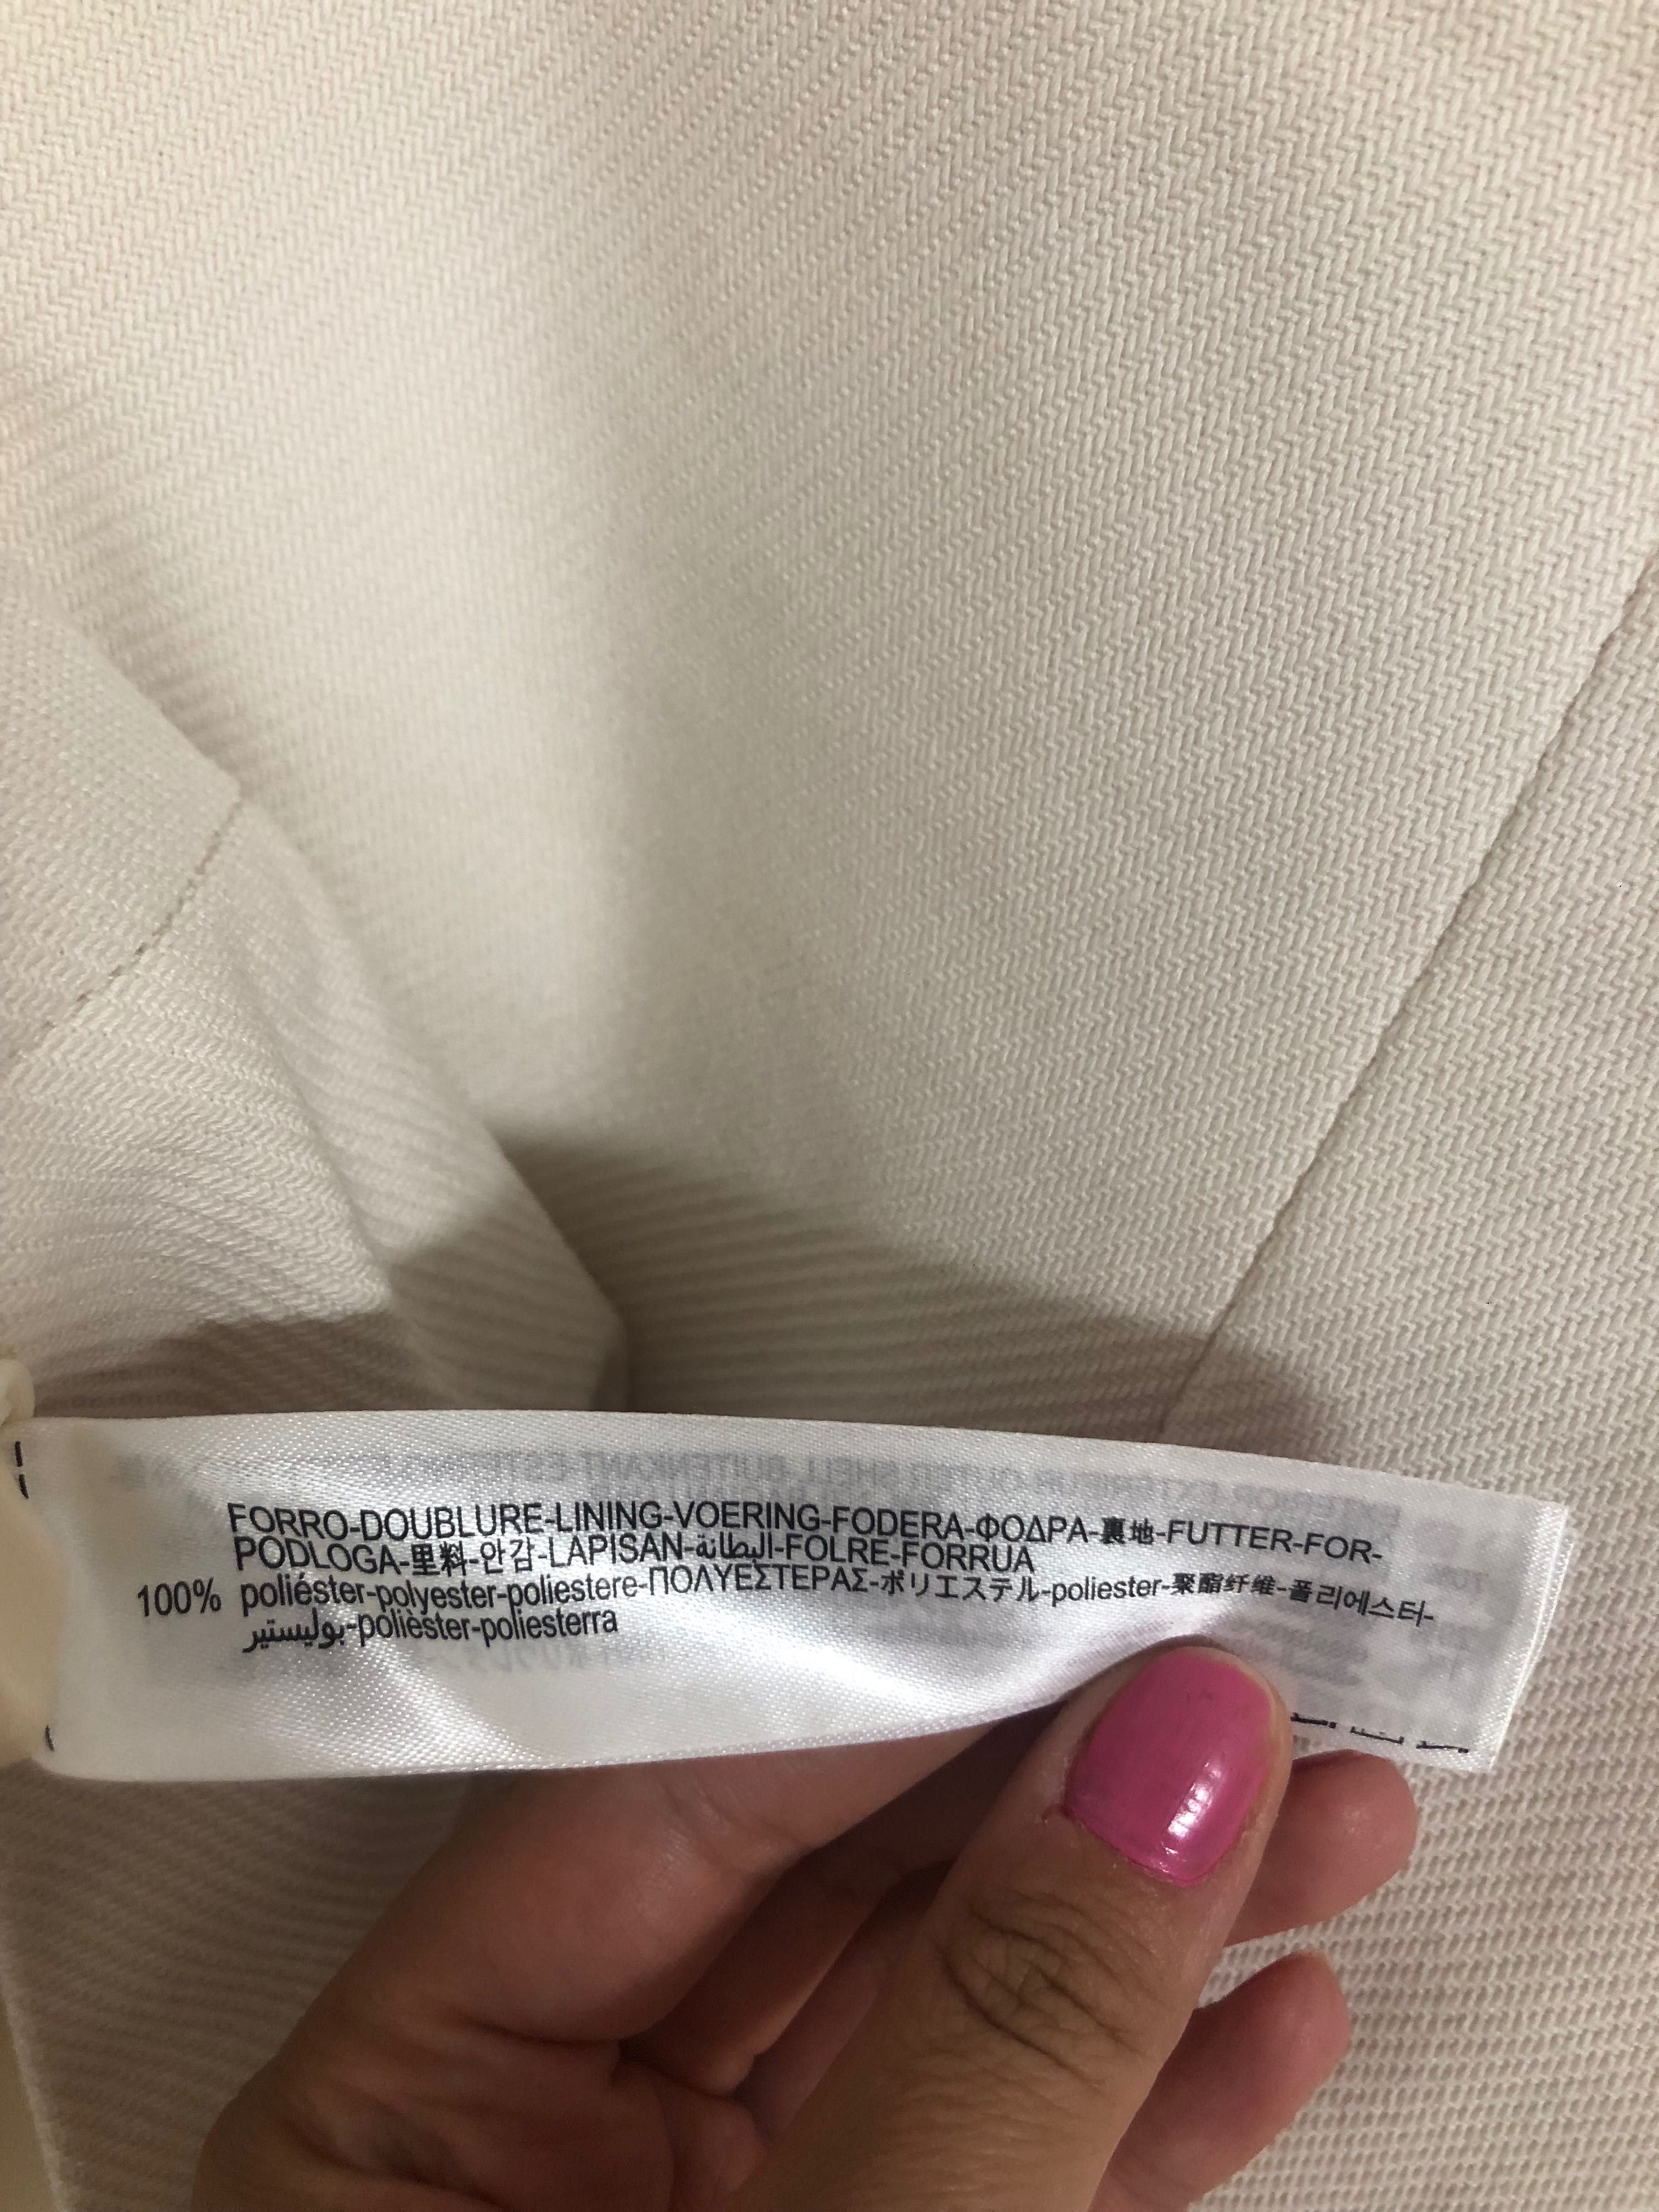 FORRO-DOUBLURE-LINING-VOERING-FODERA-ΦΟΔΡΑ-裏地-FUTTER-FOR-
PODLOGA-里料-안감-LAPISAN-البطانة-FOLRE-FORRUA
100% poliéster-polyester-poliestere-ΠΟΛΥΕΣΤΕΡΑΣ-ポリエステル-poliester-聚酯纤维-폴리에스터-
بوليستير-polièster-poliesterra